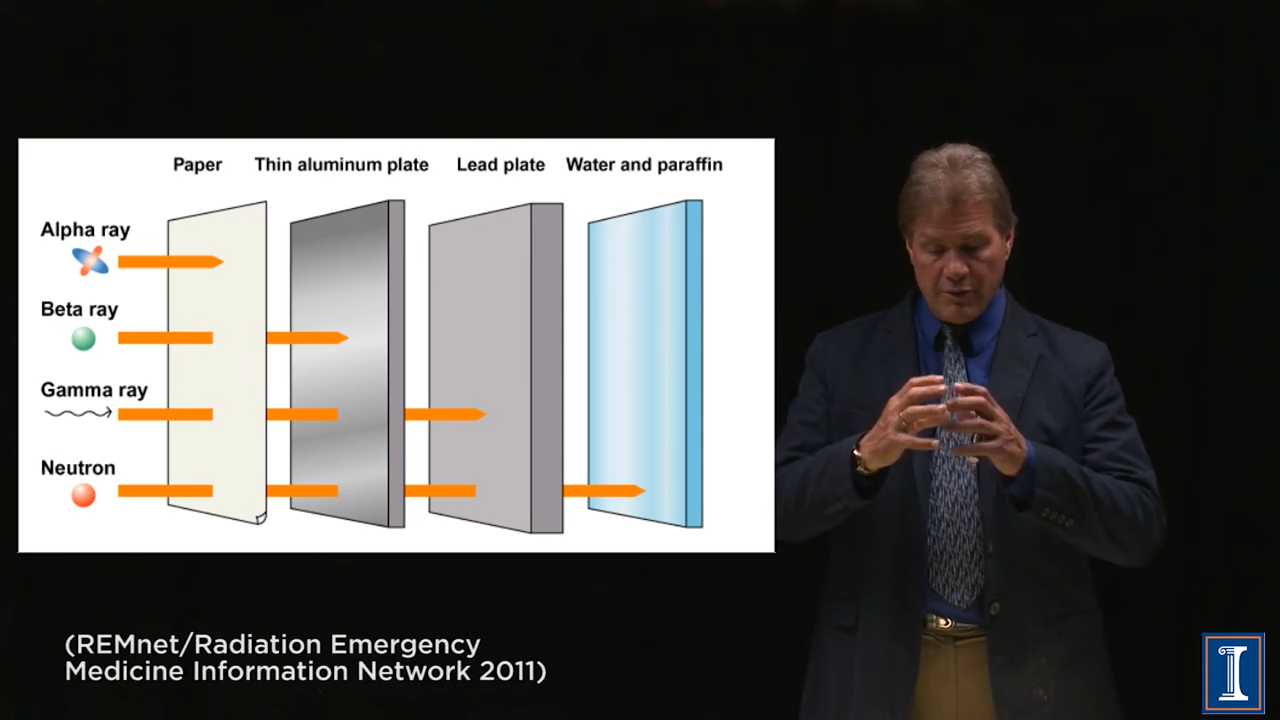 Paper Thin aluminum plate Lead plate Water and paraffin
Alpha ray
Beta ray
Gamma ray
Neutron
(REMnet/Radiation Emergency
Medicine Information Network 2011)
I